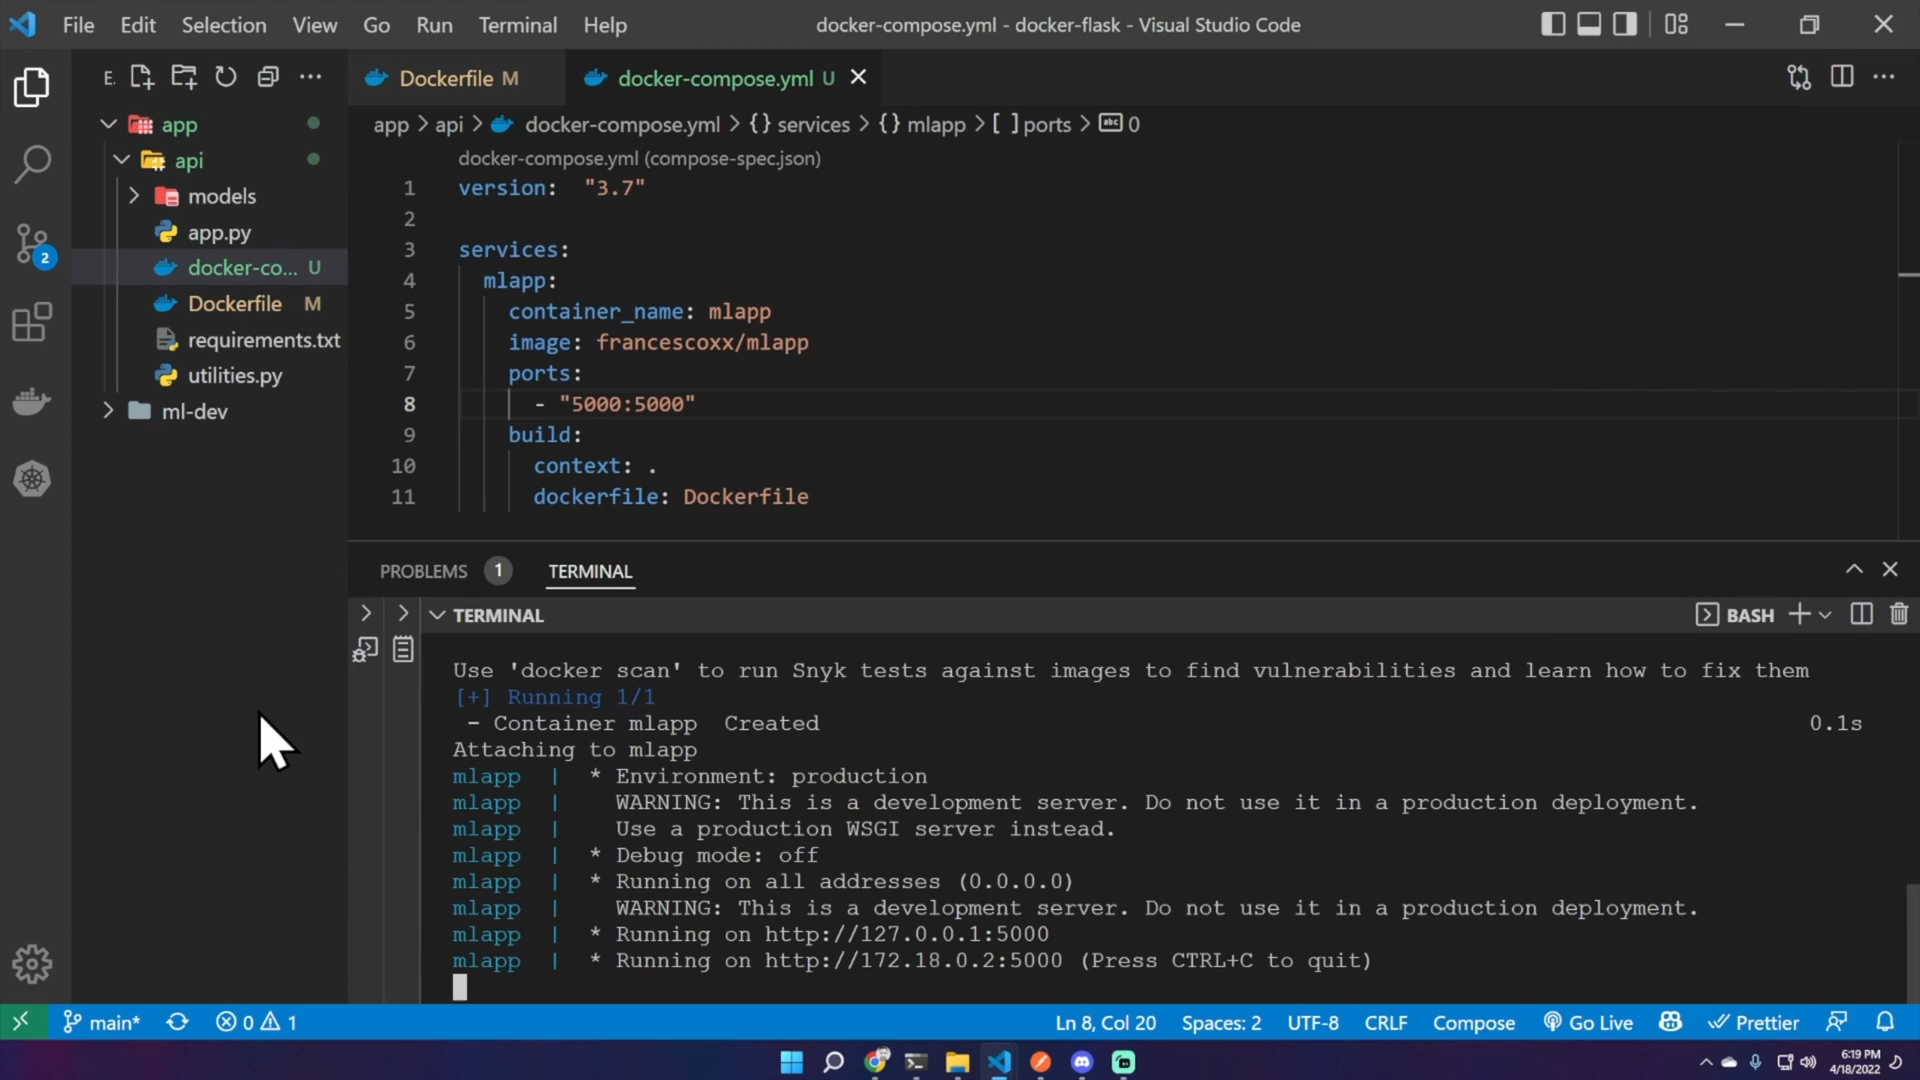 File Edit Selection View Go Run Terminal Help
docker-compose.yml - docker-flask - Visual Studio Code
E.
Dockerfile M
docker-compose.yml U
app
api
models
app.py
docker-co... U
Dockerfile M
requirements.txt
utilities.py
ml-dev
2
app > api > docker-compose.yml > {} services > {} mlapp > [ ] ports > abc 0
docker-compose.yml (compose-spec.json)
1 version: "3.7"
2
3 services:
4 mlapp:
5 container_name: mlapp
6 image: francescoxx/mlapp
7 ports:
8 - "5000:5000"
9 build:
10 context: .
11 dockerfile: Dockerfile
PROBLEMS 1 TERMINAL
TERMINAL
BASH
Use 'docker scan' to run Snyk tests against images to find vulnerabilities and learn how to fix them
[+] Running 1/1
- Container mlapp Created 0.1s
Attaching to mlapp
mlapp | * Environment: production
mlapp | WARNING: This is a development server. Do not use it in a production deployment.
mlapp | Use a production WSGI server instead.
mlapp | * Debug mode: off
mlapp | * Running on all addresses (0.0.0.0)
mlapp | WARNING: This is a development server. Do not use it in a production deployment.
mlapp | * Running on http://127.0.0.1:5000
mlapp | * Running on http://172.18.0.2:5000 (Press CTRL+C to quit)
main* 0 1 Ln 8, Col 20 Spaces: 2 UTF-8 CRLF Compose Go Live Prettier
6:19 PM
4/18/2022